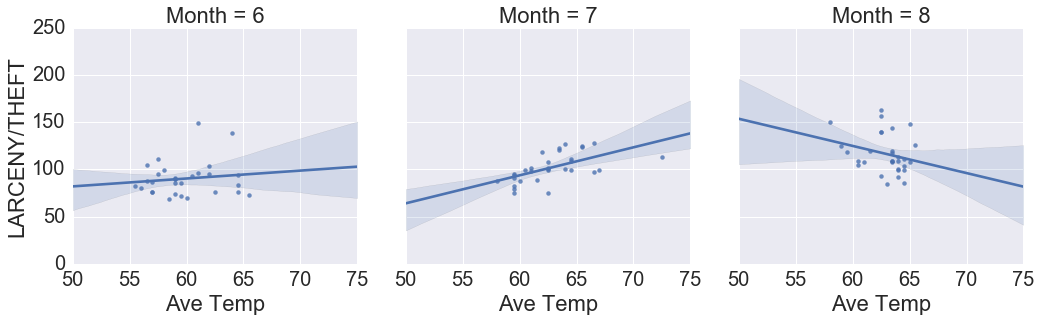 Month = 6
Month = 7
Month = 8
LARCENY/THEFT
250
200
150
100
50
0
50 55 60 65 70 75
50 55 60 65 70 75
50 55 60 65 70 75
Ave Temp
Ave Temp
Ave Temp